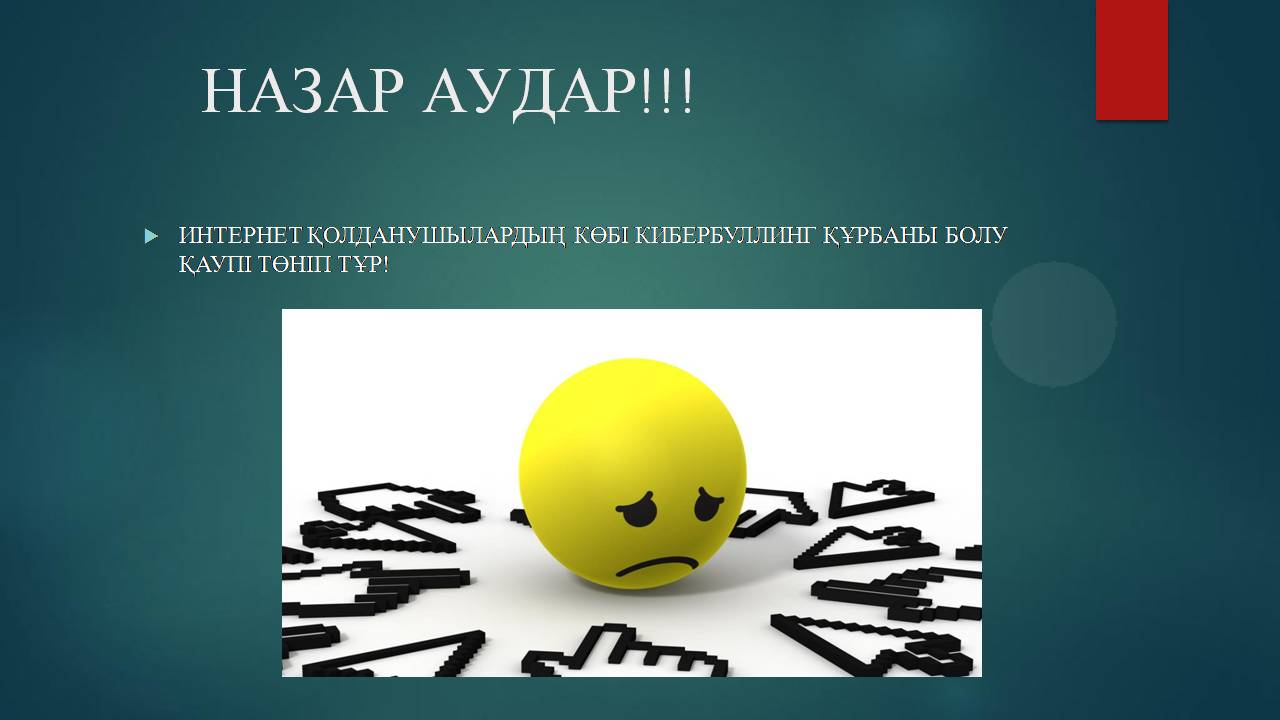 НАЗАР АУДАР!!!
ИНТЕРНЕТ ҚОЛДАНУШЫЛАРДЫҢ КӨБІ КИБЕРБУЛЛИНГ ҚҰРБАНЫ БОЛУ
ҚАУПІ ТӨНІП ТҰР!